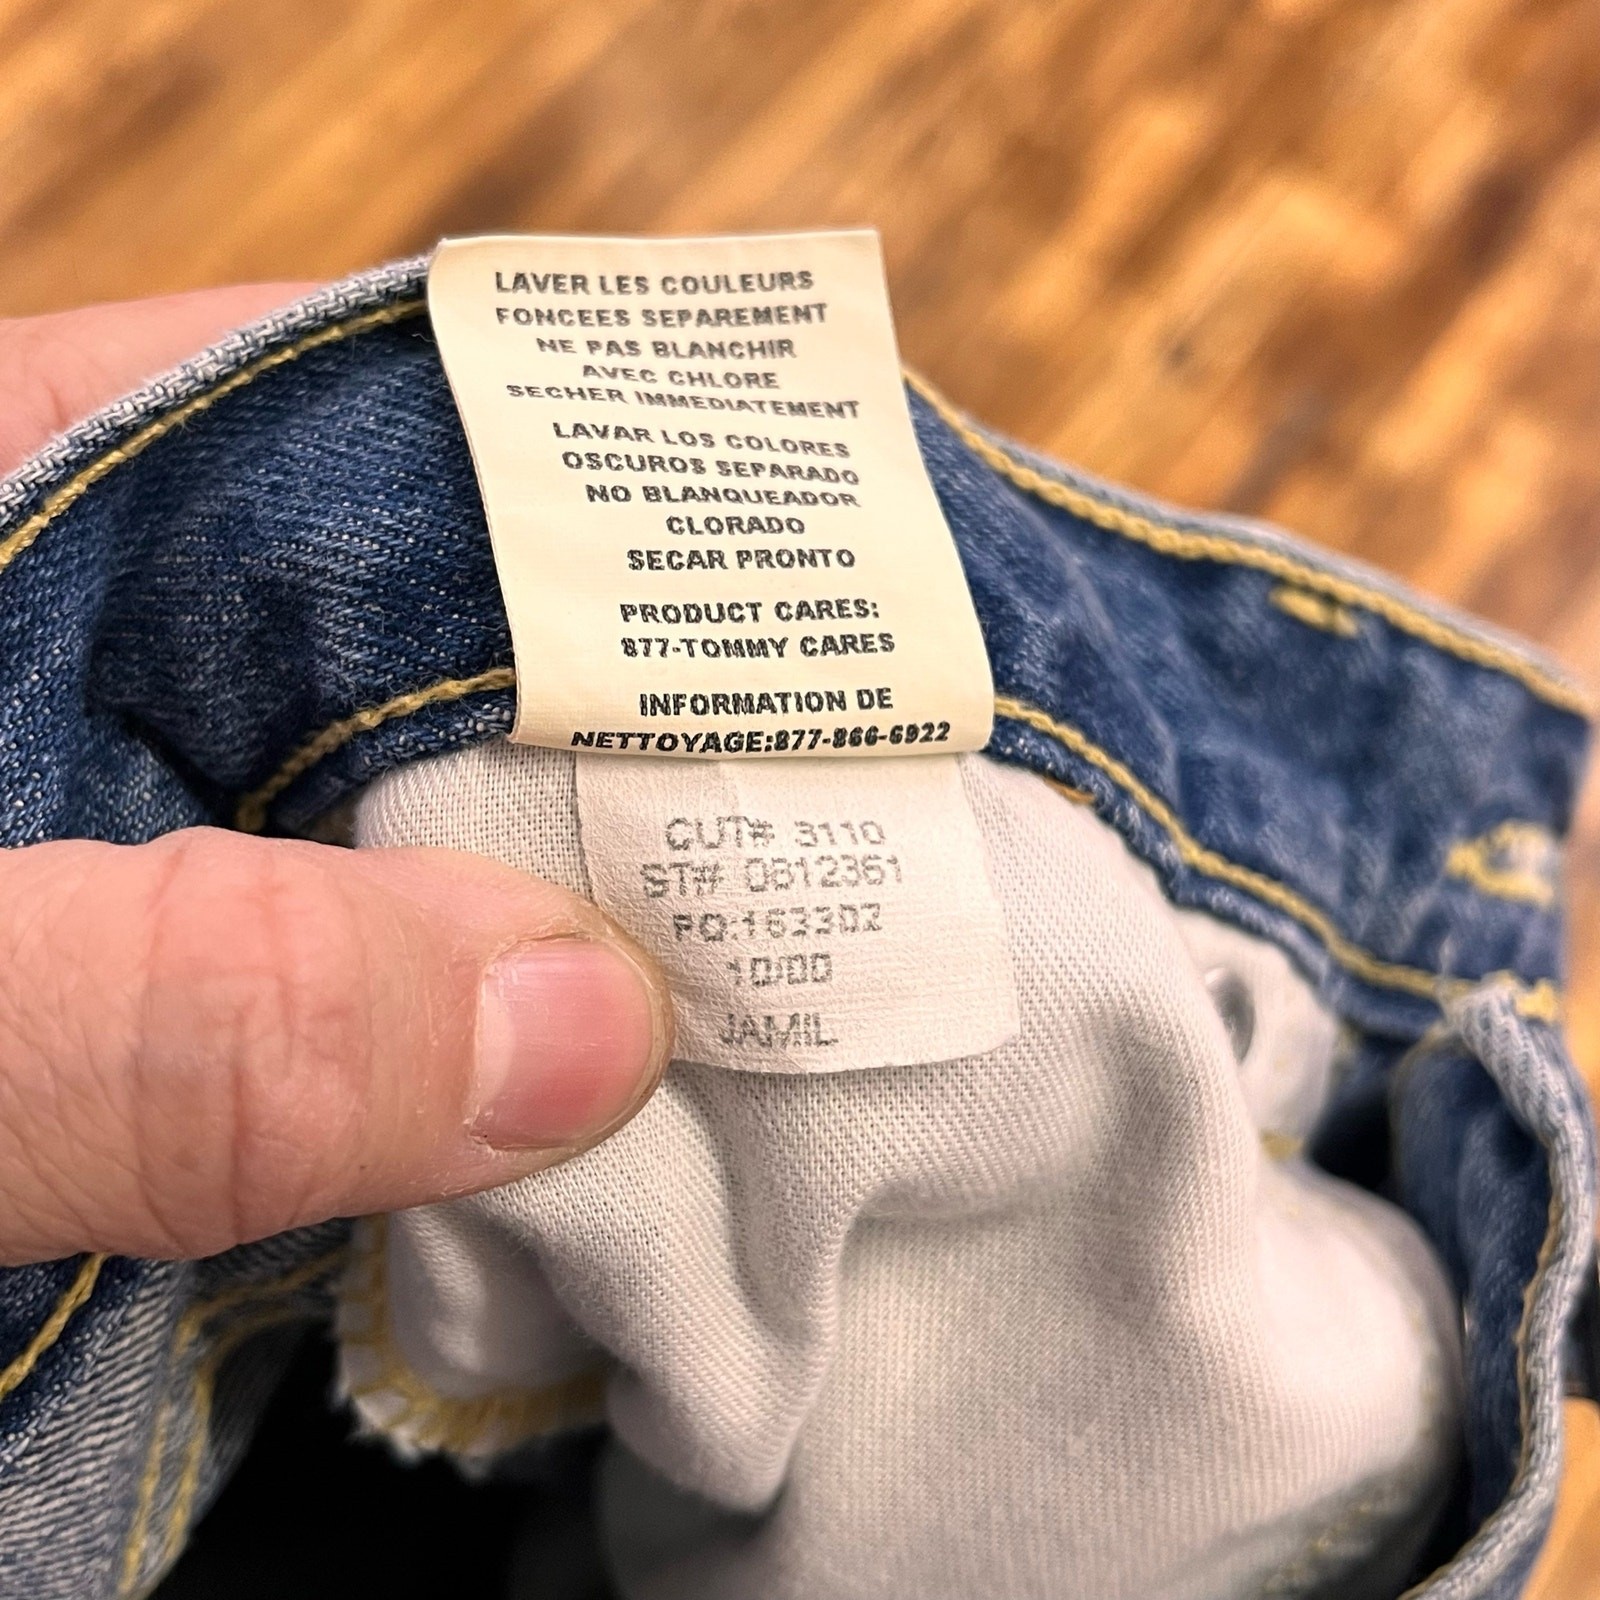 LAVER LES COULEURS
FONCEES SEPAREMENT
NE PAS BLANCHIR
AVEC CHLORE
SECHER IMMEDIATEMENT
LAVAR LOS COLORES
OSCUROS SEPARADO
NO BLANQUEADOR
CLORADO
SECAR PRONTO
PRODUCT CARES:
877-TOMMY CARES
INFORMATION DE
NETTOYAGE:877-866-6922
CUT# 3110
ST# 0812361
PO:163302
10/00
JAMIL